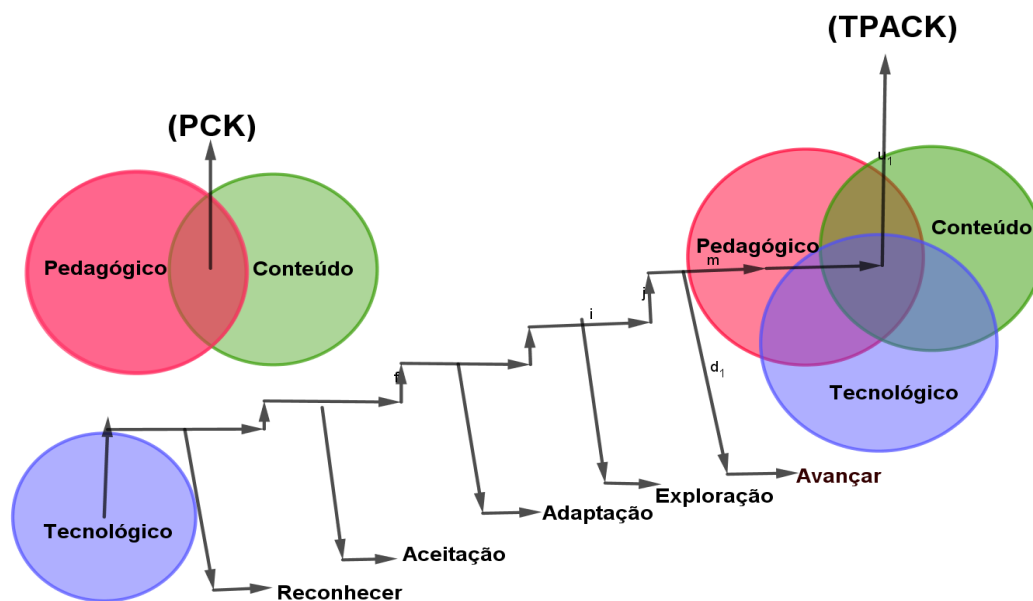 (TPACK)
(PCK)
u₁
Pedagógico
Conteúdo
Pedagógico
Conteúdo
m
j
i
d₁
f
Tecnológico
Avançar
Exploração
Adaptação
Tecnológico
Aceitação
Reconhecer